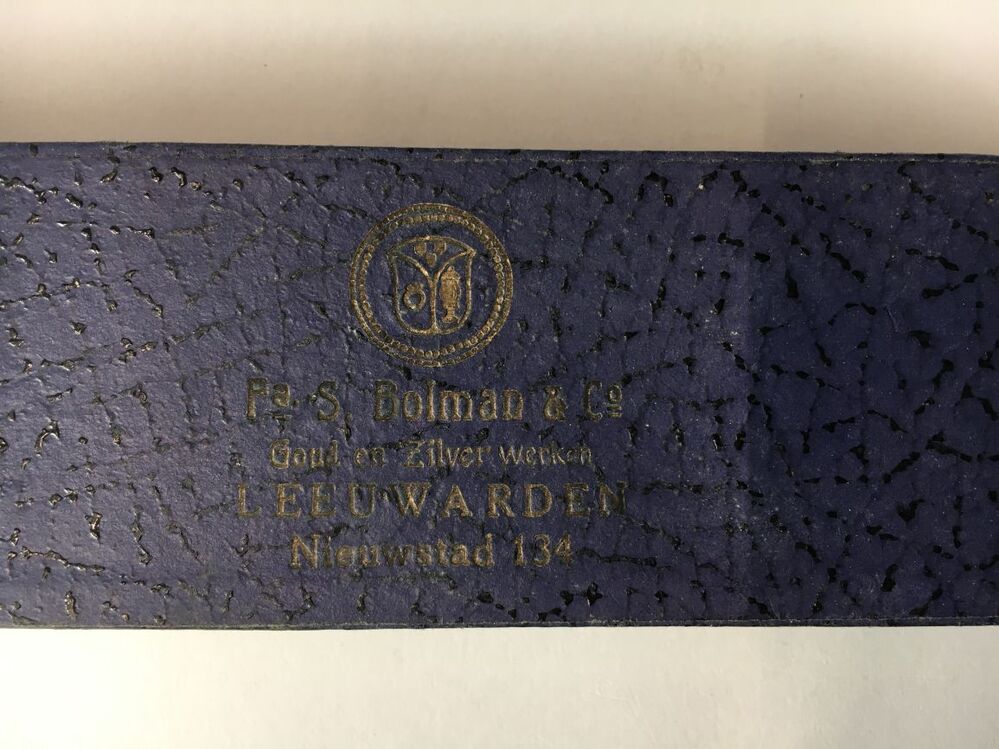 Fa. S. Bolman & Co
Goud en Zilver werken
LEEUWARDEN
Nieuwstad 134